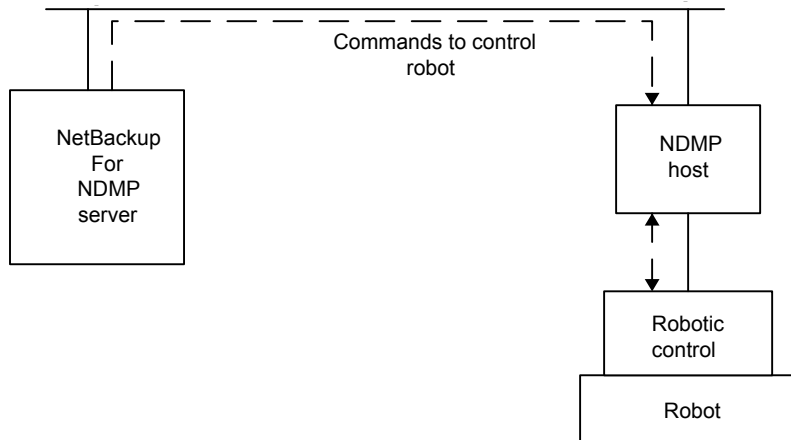 Commands to control
robot
NetBackup
For
NDMP
server
NDMP
host
Robotic
control
Robot